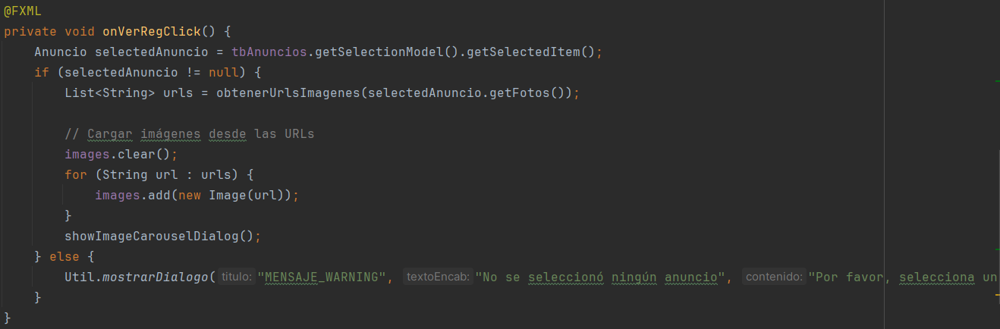 @FXML
private void onVerRegClick() {
    Anuncio selectedAnuncio = tbAnuncios.getSelectionModel().getSelectedItem();
    if (selectedAnuncio != null) {
        List<String> urls = obtenerUrlsImagenes(selectedAnuncio.getFotos());
        // Cargar imágenes desde las URLs
        images.clear();
        for (String url : urls) {
            images.add(new Image(url));
        }
        showImageCarouselDialog();
    } else {
        Util.mostrarDialogo( titulo: "MENSAJE_WARNING", textoEncab: "No se seleccionó ningún anuncio", contenido: "Por favor, selecciona un
    }
}